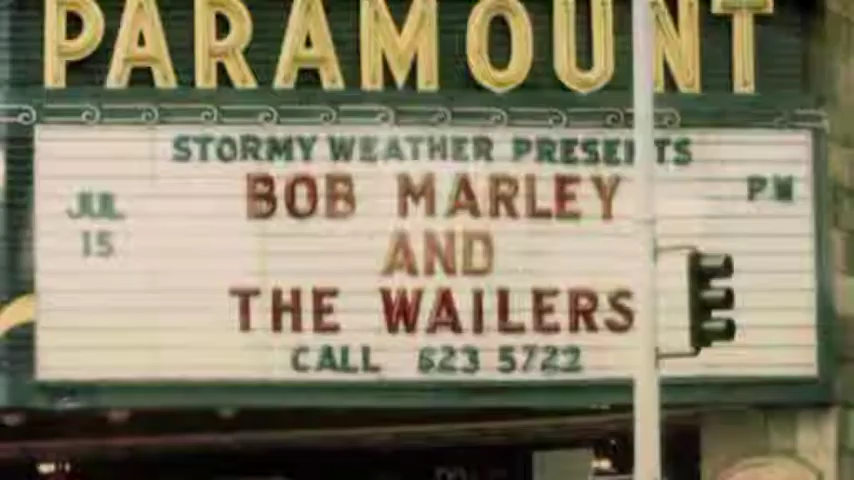 PARAMOUNT
STORMY WEATHER PRESENTS
JUL 15
BOB MARLEY
PM
AND
THE WAILERS
CALL 623 5722